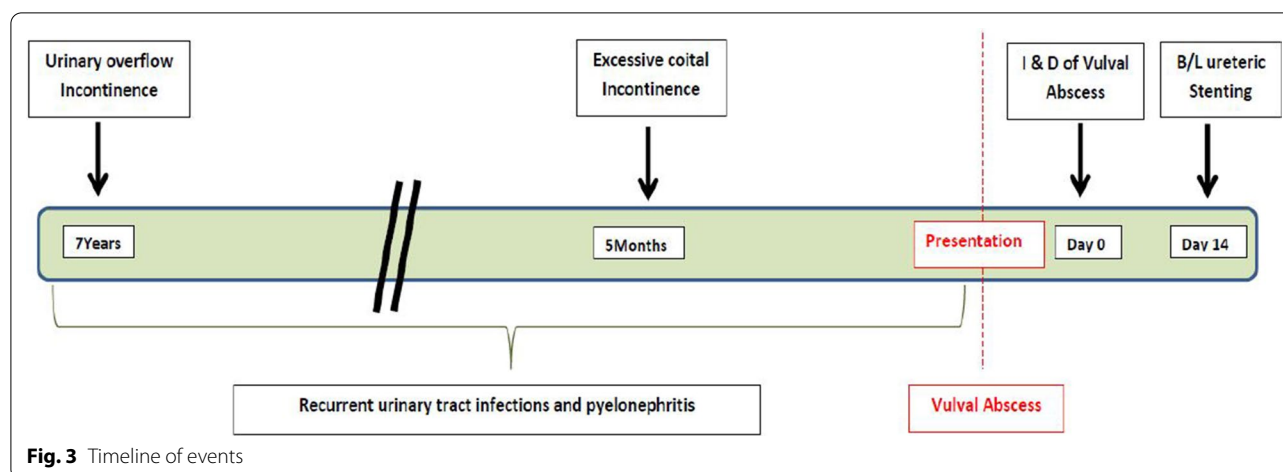 Urinary overflow
Incontinence
Excessive coital
Incontinence
I & D of Vulval
Abscess
B/L ureteric
Stenting
7Years
5Months
Presentation
Day 0
Day 14
Recurrent urinary tract infections and pyelonephritis
Vulval Abscess
Fig. 3 Timeline of events